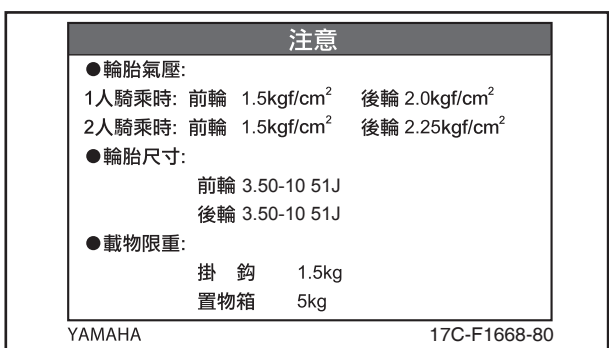 注意
●輪胎氣壓:
1人騎乘時: 前輪 1.5kgf/cm² 後輪 2.0kgf/cm²
2人騎乘時: 前輪 1.5kgf/cm² 後輪 2.25kgf/cm²
●輪胎尺寸:
前輪 3.50-10 51J
後輪 3.50-10 51J
●載物限重:
掛 鈎 1.5kg
置物箱 5kg
YAMAHA 17C-F1668-80